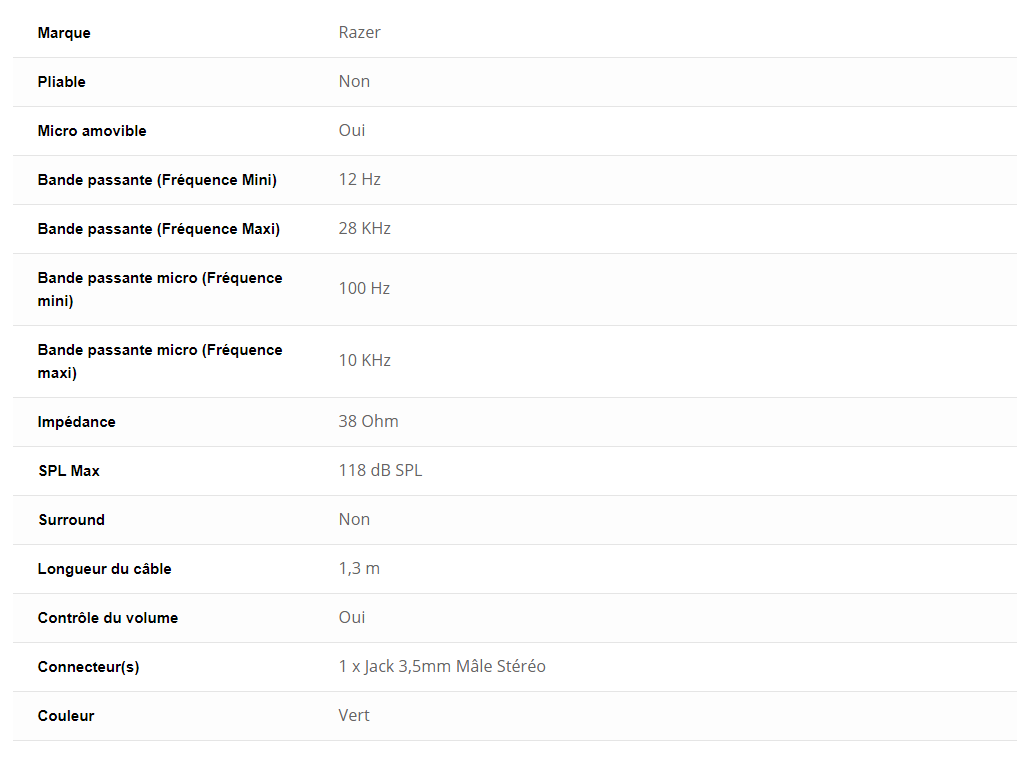 Marque Razer
Pliable Non
Micro amovible Oui
Bande passante (Fréquence Mini) 12 Hz
Bande passante (Fréquence Maxi) 28 KHz
Bande passante micro (Fréquence
mini) 100 Hz
Bande passante micro (Fréquence
maxi) 10 KHz
Impédance 38 Ohm
SPL Max 118 dB SPL
Surround Non
Longueur du câble 1,3 m
Contrôle du volume Oui
Connecteur(s) 1 x Jack 3,5mm Mâle Stéréo
Couleur Vert